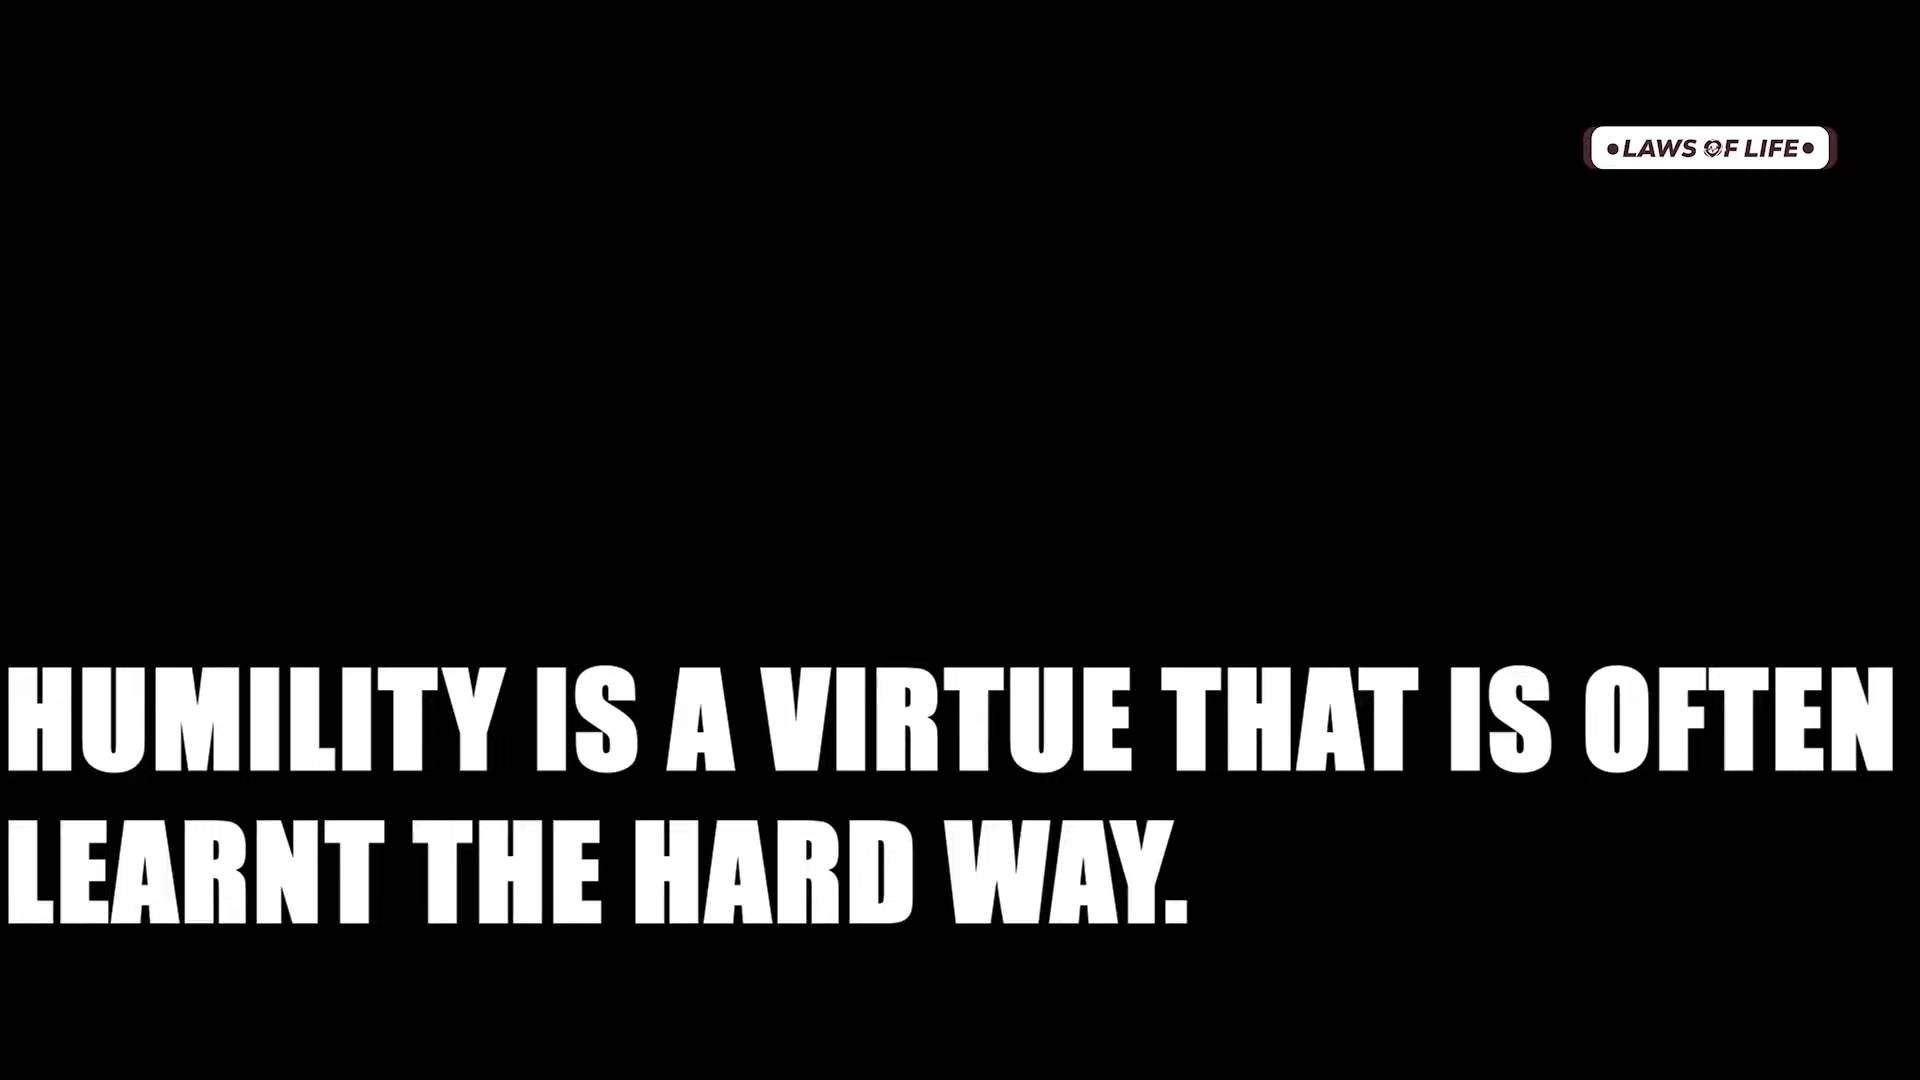 •LAWS OF LIFE•
HUMILITY IS A VIRTUE THAT IS OFTEN
LEARNT THE HARD WAY.